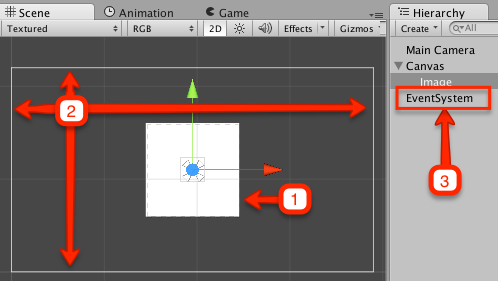 Scene Animation Game Hierarchy
Textured RGB 2D Effects Gizmos Create All
Main Camera
Canvas
Image
EventSystem
2
1
3